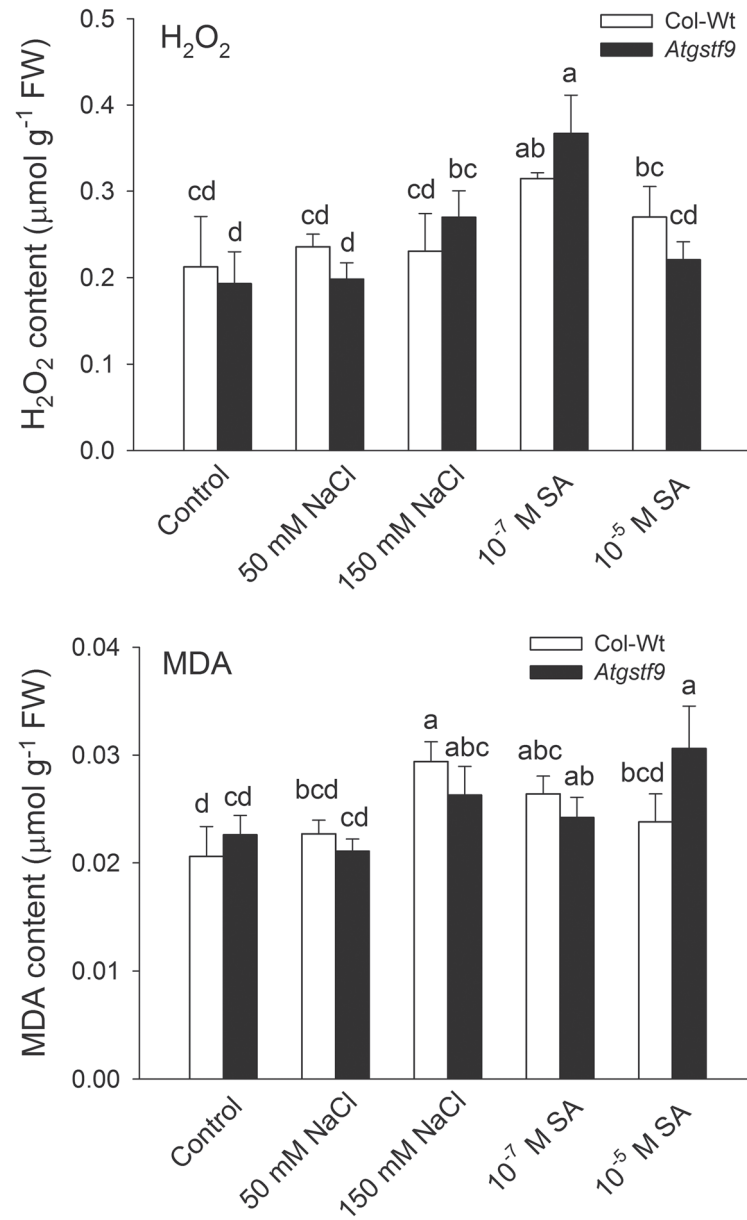 H₂O₂
Col-Wt
Atgstf9
H₂O₂ content (μmol g⁻¹ FW)
0.5
0.4
0.3
0.2
0.1
0.0
cd
d
cd
d
cd
bc
ab
a
bc
cd
Control
50 mM NaCl
150 mM NaCl
10⁻⁷ M SA
10⁻⁵ M SA
MDA
Col-Wt
Atgstf9
MDA content (μmol g⁻¹ FW)
0.04
0.03
0.02
0.01
0.00
d
cd
bcd
cd
a
abc
abc
ab
bcd
a
Control
50 mM NaCl
150 mM NaCl
10⁻⁷ M SA
10⁻⁵ M SA